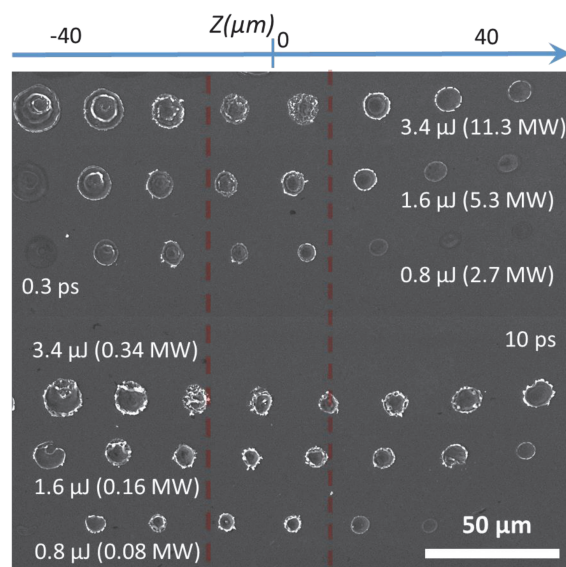 Z(μm)
-40 0 40
3.4 μJ (11.3 MW)
1.6 μJ (5.3 MW)
0.8 μJ (2.7 MW)
0.3 ps
3.4 μJ (0.34 MW)
10 ps
1.6 μJ (0.16 MW)
50 μm
0.8 μJ (0.08 MW)